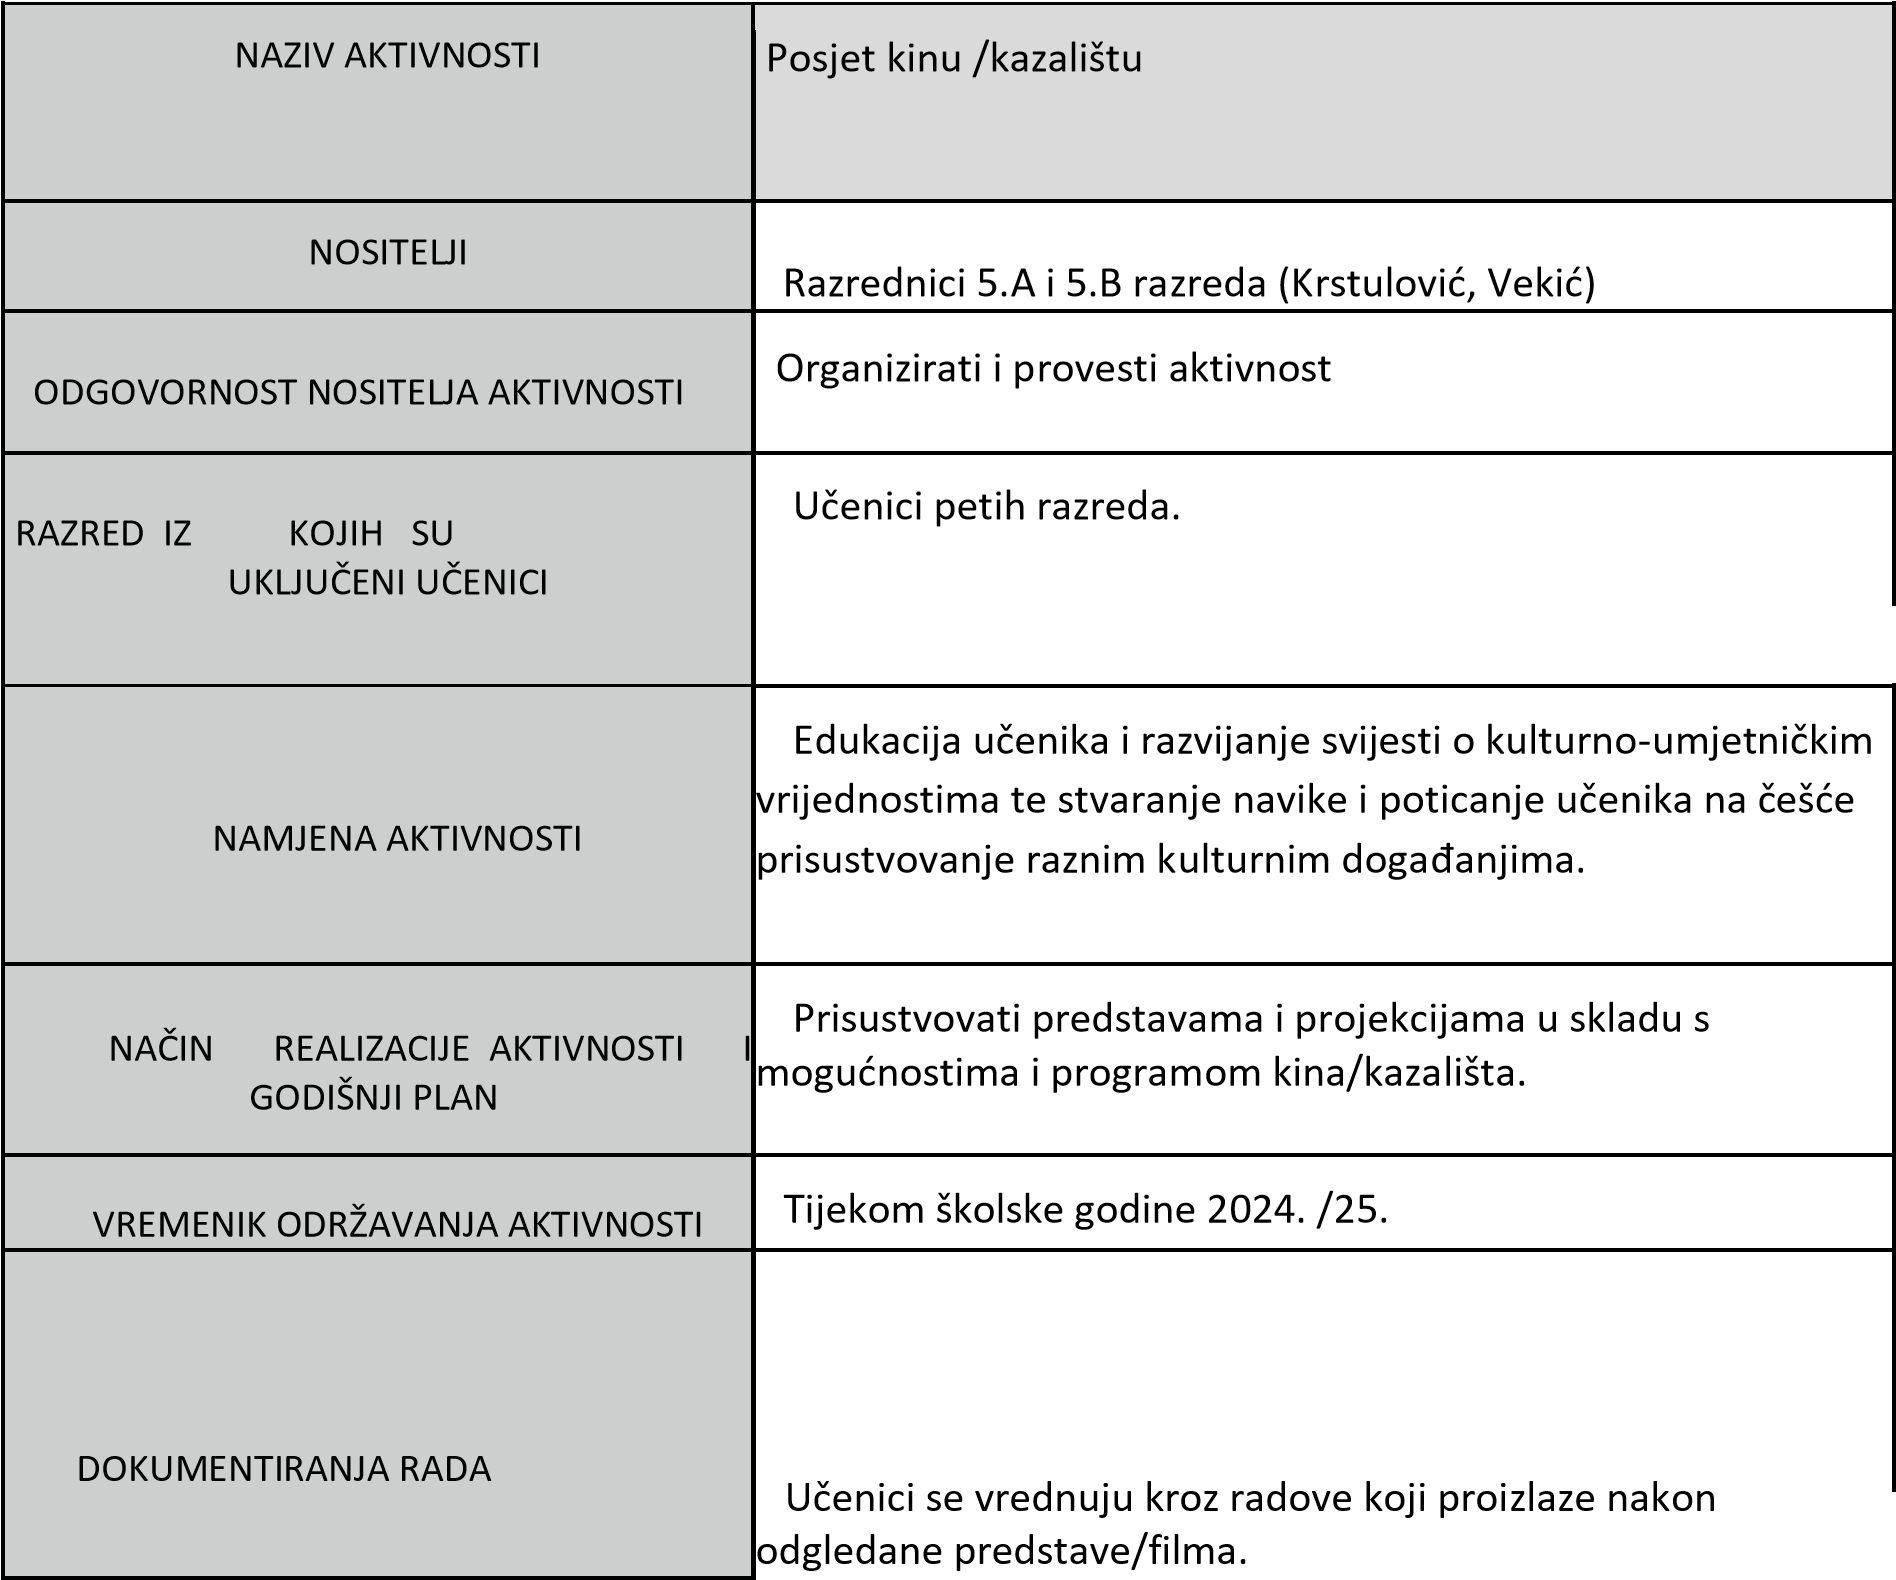 NAZIV AKTIVNOSTI
Posjet kinu /kazalištu
NOSITELJI
Razrednici 5.A i 5.B razreda (Krstulović, Vekić)
ODGOVORNOST NOSITELJA AKTIVNOSTI
Organizirati i provesti aktivnost
RAZRED IZ KOJIH SU
UKLJUČENI UČENICI
Učenici petih razreda.
NAMJENA AKTIVNOSTI
Edukacija učenika i razvijanje svijesti o kulturno-umjetničkim
vrijednostima te stvaranje navike i poticanje učenika na češće
prisustvovanje raznim kulturnim događanjima.
NAČIN REALIZACIJE AKTIVNOSTI I
GODIŠNJI PLAN
Prisustvovati predstavama i projekcijama u skladu s
mogućnostima i programom kina/kazališta.
VREMENIK ODRŽAVANJA AKTIVNOSTI
Tijekom školske godine 2024. /25.
DOKUMENTIRANJA RADA
Učenici se vrednuju kroz radove koji proizlaze nakon
odgledane predstave/filma.